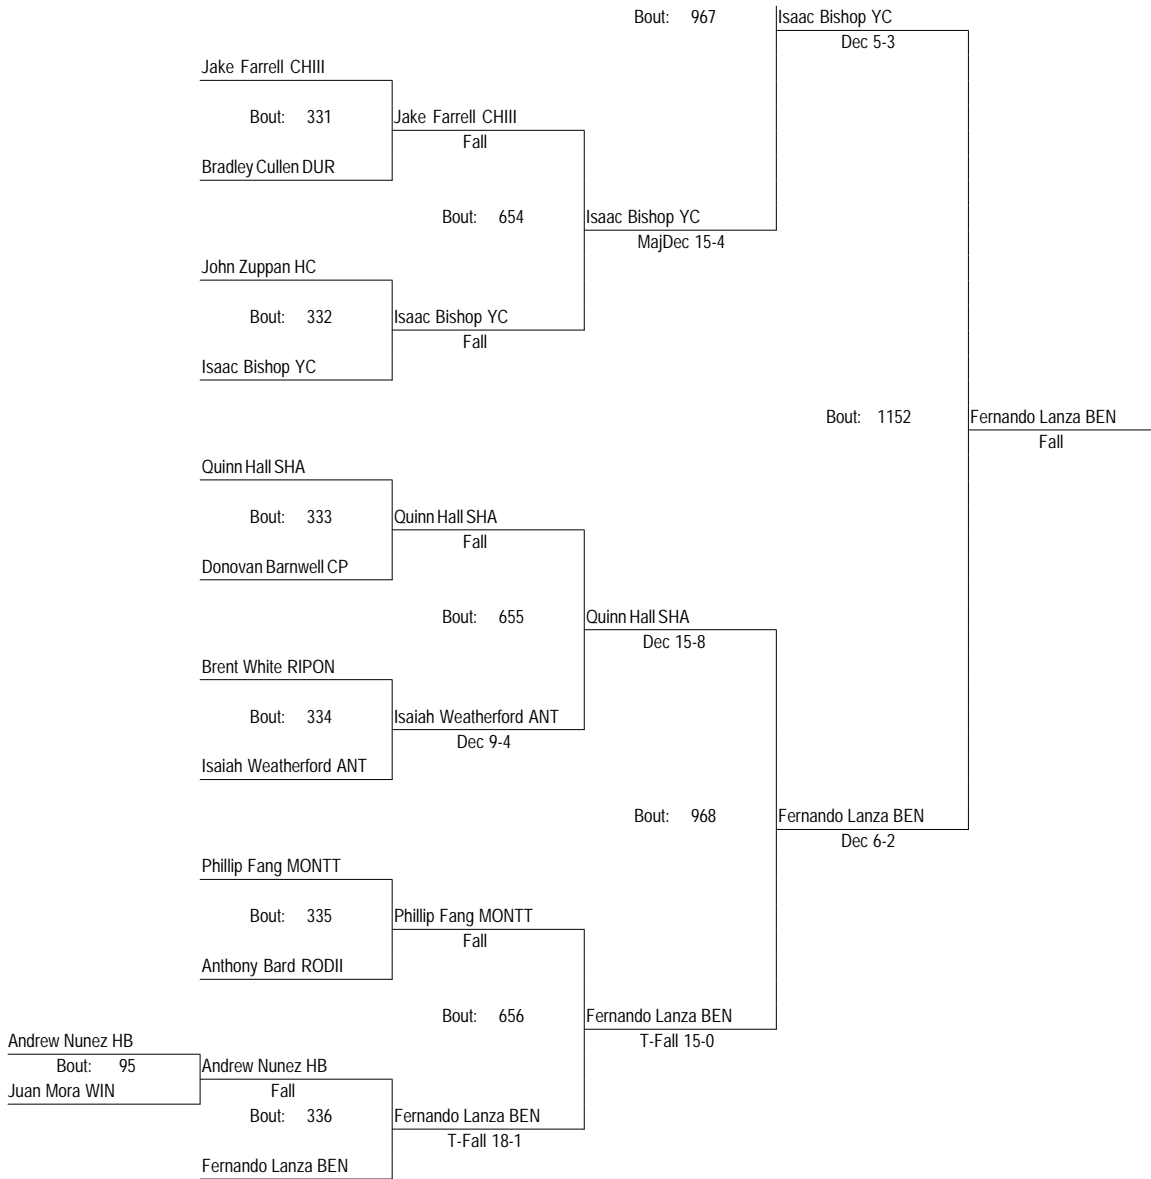 Bout: 967 Isaac Bishop YC
Dec 5-3
Jake Farrell CHIII
Bout: 331 Jake Farrell CHIII
Fall
Bradley Cullen DUR
Bout: 654 Isaac Bishop YC
MajDec 15-4
John Zuppan HC
Bout: 332 Isaac Bishop YC
Fall
Isaac Bishop YC
Bout: 1152 Fernando Lanza BEN
Fall
Quinn Hall SHA
Bout: 333 Quinn Hall SHA
Fall
Donovan Barnwell CP
Bout: 655 Quinn Hall SHA
Dec 15-8
Brent White RIPON
Bout: 334 Isaiah Weatherford ANT
Dec 9-4
Isaiah Weatherford ANT
Bout: 968 Fernando Lanza BEN
Dec 6-2
Phillip Fang MONTT
Bout: 335 Phillip Fang MONTT
Fall
Anthony Bard RODII
Bout: 656 Fernando Lanza BEN
T-Fall 15-0
Andrew Nunez HB
Bout: 95 Andrew Nunez HB
Juan Mora WIN Fall
Bout: 336 Fernando Lanza BEN
T-Fall 18-1
Fernando Lanza BEN